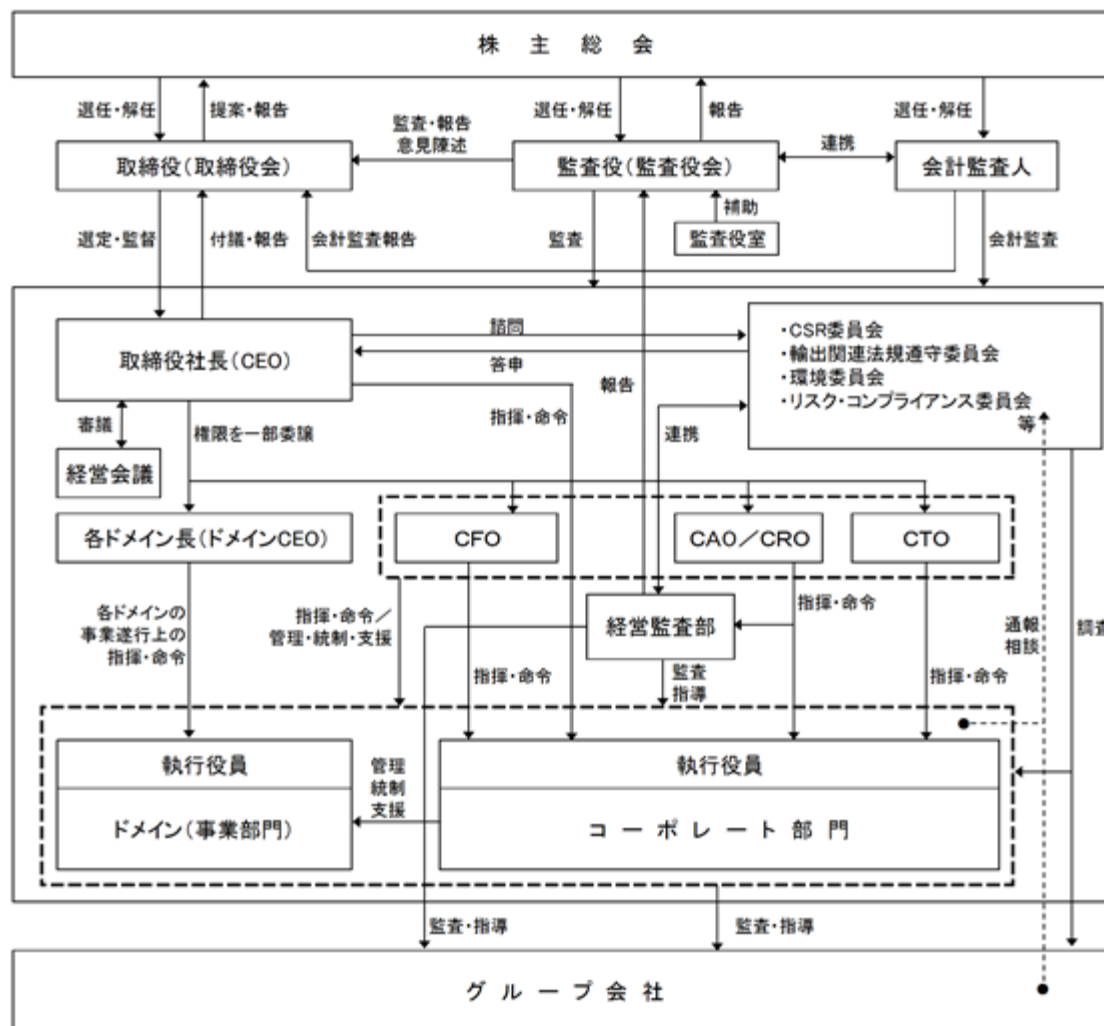 株主総会
選任・解任
提案・報告
監査・報告
意見陳述
選任・解任
報告
選任・解任
取締役(取締役会)
監査役(監査役会)
連携
会計監査人
補助
監査役室
選定・監督
付議・報告
会計監査報告
監査
会計監査
取締役社長(CEO)
諮問
答申
・CSR委員会
・輸出関連法規遵守委員会
・環境委員会
・リスク・コンプライアンス委員会
等
審議
権限を一部委譲
指揮・命令
報告
連携
経営会議
各ドメイン長(ドメインCEO)
CFO
CAO/CRO
CTO
各ドメインの
事業遂行上の
指揮・命令
指揮・命令/
管理・統制・支援
経営監査部
指揮・命令
通報
相談
調査
指揮・命令
監査
指導
指揮・命令
執行役員
管理
統制
支援
執行役員
ドメイン(事業部門)
コーポレート部門
監査・指導
監査・指導
グループ会社